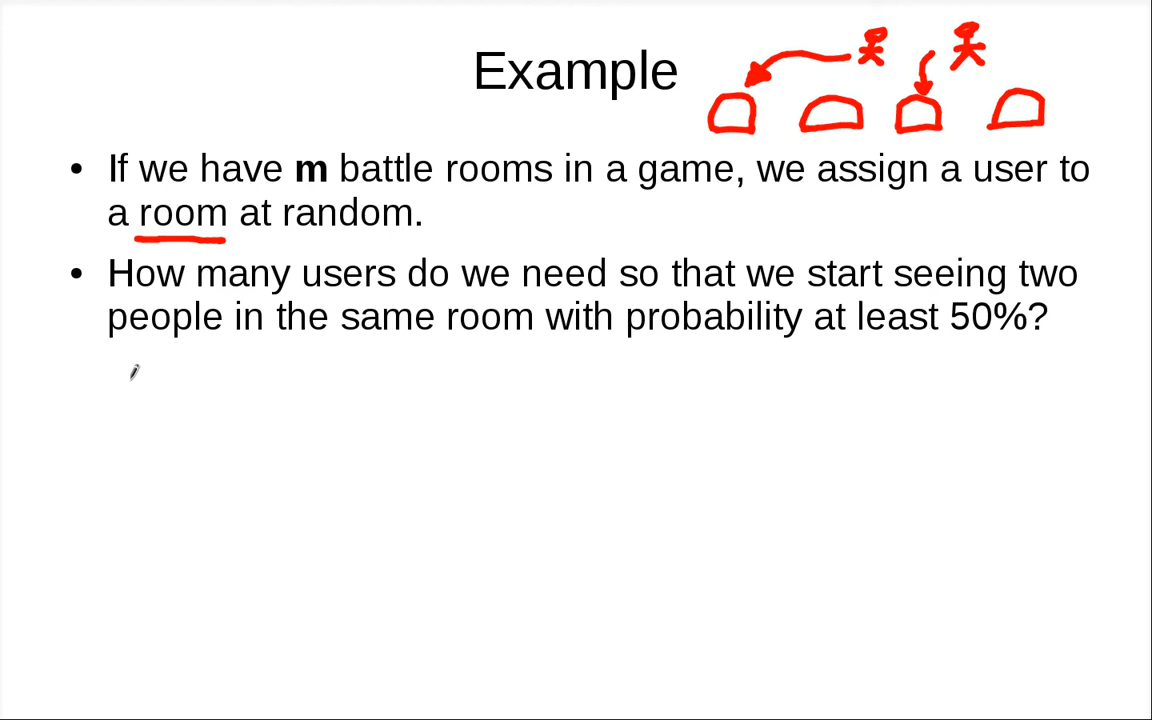 Example
• If we have m battle rooms in a game, we assign a user to
a room at random.
• How many users do we need so that we start seeing two
people in the same room with probability at least 50%?